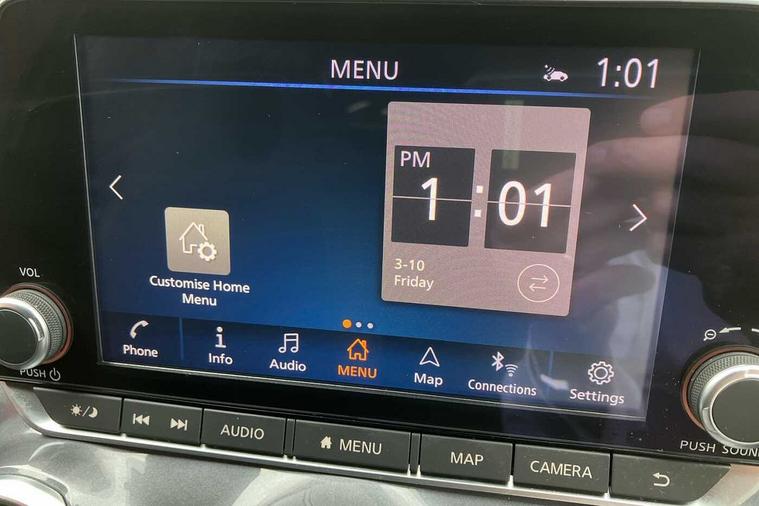 MENU
1:01
PM
1:01
3-10
Friday
Customise Home
Menu
VOL
PUSH
Phone
Info
Audio
MENU
Map
Connections
Settings
AUDIO
MENU
MAP
CAMERA
PUSH SOUN